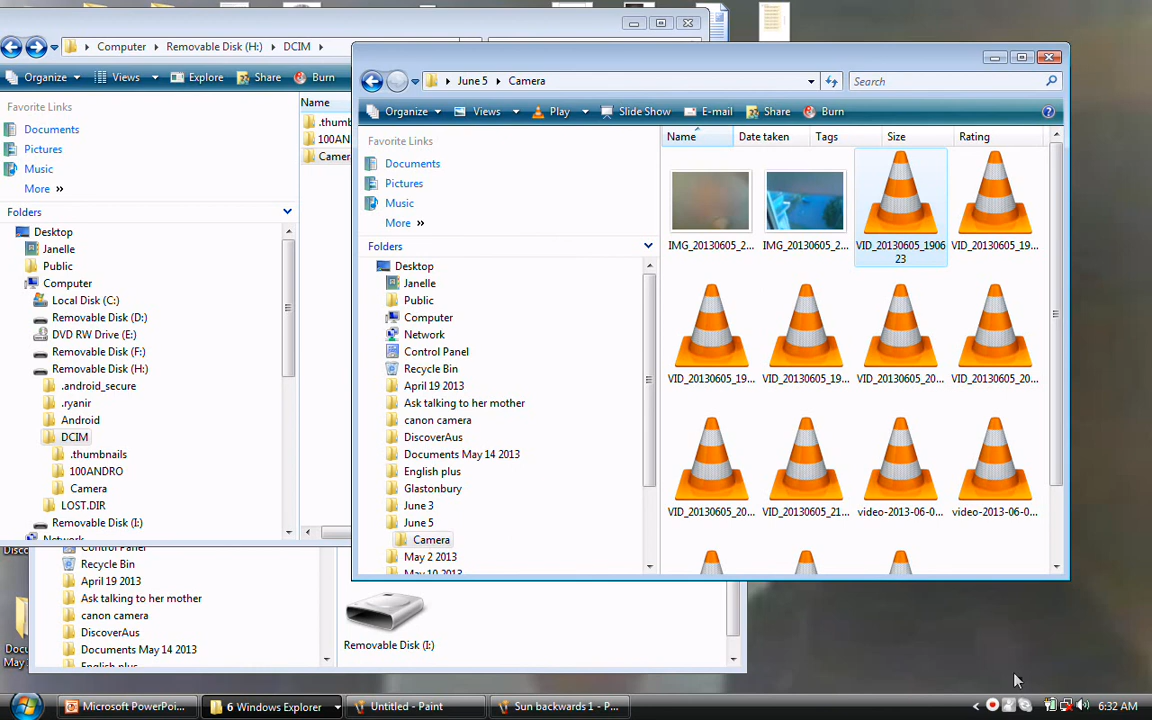 Computer Removable Disk (H:) DCIM
Organize Views Explore Share Burn
Favorite Links
Documents
Pictures
Music
More »
Folders
Desktop
Janelle
Public
Computer
Local Disk (C:)
Removable Disk (D:)
DVD RW Drive (E:)
Removable Disk (F:)
Removable Disk (H:)
.android_secure
.ryanir
Android
DCIM
.thumbnails
100ANDRO
Camera
LOST.DIR
Removable Disk (I:)
Network
Name
.thumb
100AN
Camer
June 5 Camera
Search
Organize Views Play Slide Show E-mail Share Burn
Favorite Links
Documents
Pictures
Music
More »
Folders
Desktop
Janelle
Public
Computer
Network
Control Panel
Recycle Bin
April 19 2013
Ask talking to her mother
canon camera
DiscoverAus
Documents May 14 2013
English plus
Glastonbury
June 3
June 5
Camera
May 2 2013
May 10 2013
Name Date taken Tags Size Rating
IMG_20130605_2... IMG_20130605_2... VID_20130605_1906 VID_20130605_19...
23
VID_20130605_19... VID_20130605_19... VID_20130605_20... VID_20130605_20...
VID_20130605_20... VID_20130605_21... video-2013-06-0... video-2013-06-0...
Control Panel
Recycle Bin
April 19 2013
Ask talking to her mother
canon camera
DiscoverAus
Documents May 14 2013
English plus
Removable Disk (I:)
Disco
Docu
May
Microsoft PowerPoi... 6 Windows Explorer Untitled - Paint Sun backwards 1 - P... 6:32 AM